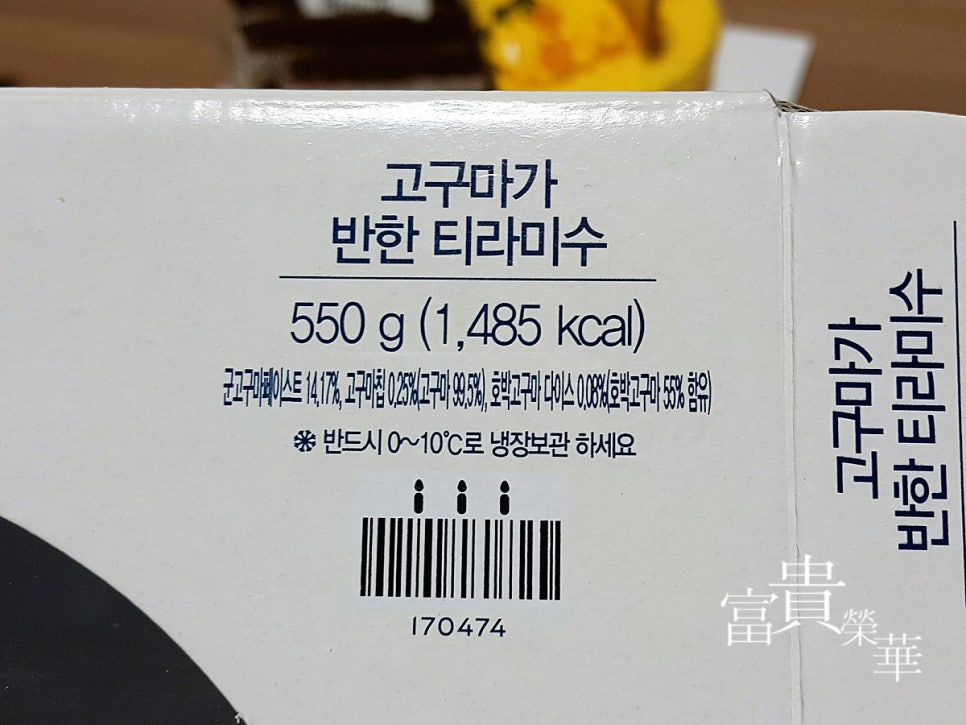 고구마가
반한 티라미수
550 g (1,485 kcal)
군고구마페이스트 14.17%, 고구마칩 0.25%(고구마 99.5%), 호박고구마 다이스 0.08%(호박고구마 55% 함유)
※ 반드시 0~10℃로 냉장보관 하세요
170474
고구마가
반한 티라미수
富貴榮華